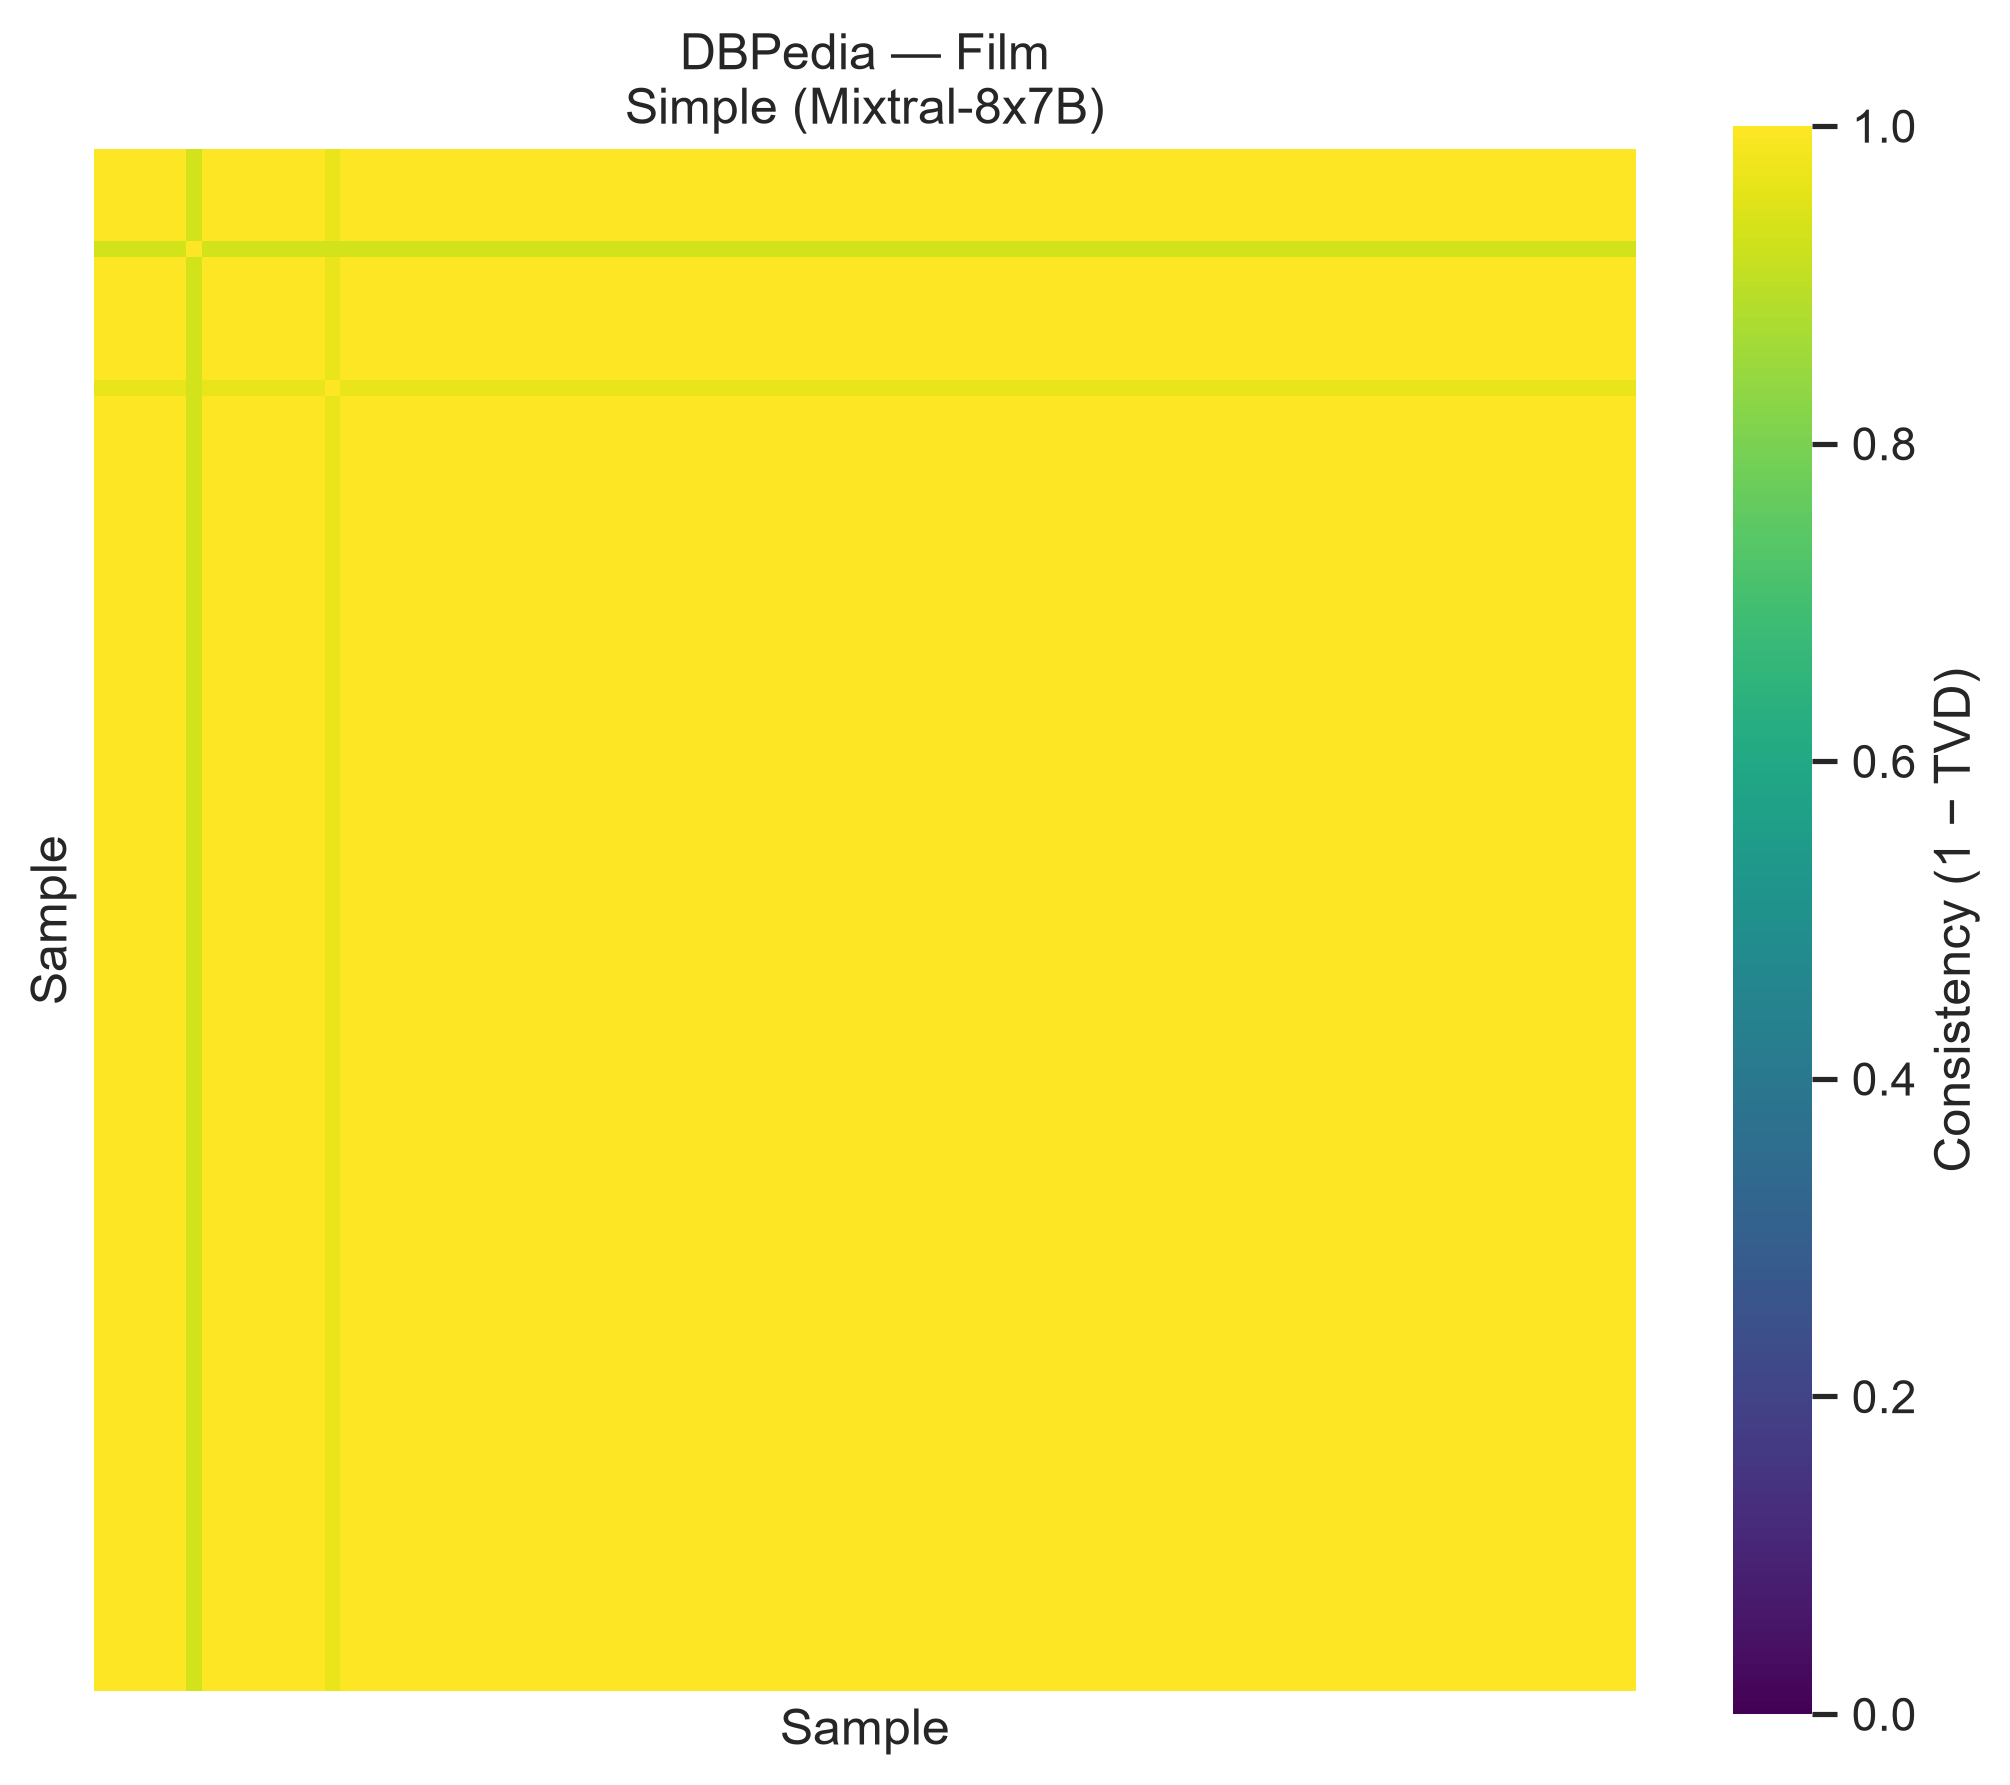 DBPedia — Film
Simple (Mixtral-8x7B)
Sample
Sample
1.0
0.8
0.6
0.4
0.2
0.0
Consistency (1 − TVD)